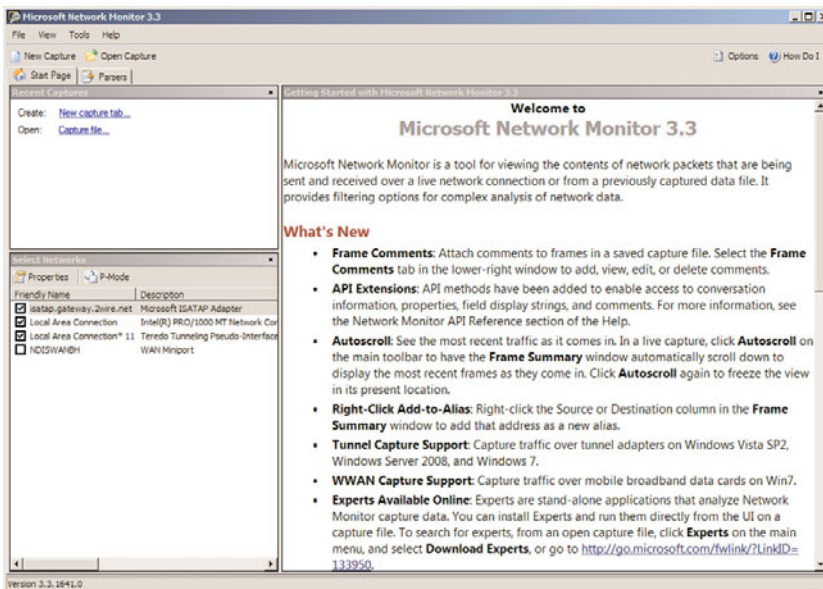 Microsoft Network Monitor 3.3
File View Tools Help
New Capture Open Capture
Options How Do I
Start Page Parsers
Recent Captures
Create: New capture tab...
Open: Capture file...
Select Networks
Properties P-Mode
Friendly Name Description
isatap.gateway.2wire.net Microsoft ISATAP Adapter
Local Area Connection Intel(R) PRO/1000 MT Network Cor
Local Area Connection* 11 Teredo Tunneling Pseudo-Interface
NDISWANBH WAN Miniport
Getting Started with Microsoft Network Monitor 3.3
Welcome to
Microsoft Network Monitor 3.3
Microsoft Network Monitor is a tool for viewing the contents of network packets that are being
sent and received over a live network connection or from a previously captured data file. It
provides filtering options for complex analysis of network data.
What's New
• Frame Comments: Attach comments to frames in a saved capture file. Select the Frame
Comments tab in the lower-right window to add, view, edit, or delete comments.
• API Extensions: API methods have been added to enable access to conversation
information, properties, field display strings, and comments. For more information, see
the Network Monitor API Reference section of the Help.
• Autoscroll: See the most recent traffic as it comes in. In a live capture, click Autoscroll on
the main toolbar to have the Frame Summary window automatically scroll down to
display the most recent frames as they come in. Click Autoscroll again to freeze the view
in its present location.
• Right-Click Add-to-Alias: Right-click the Source or Destination column in the Frame
Summary window to add that address as a new alias.
• Tunnel Capture Support: Capture traffic over tunnel adapters on Windows Vista SP2,
Windows Server 2008, and Windows 7.
• WWAN Capture Support: Capture traffic over mobile broadband data cards on Win7.
• Experts Available Online: Experts are stand-alone applications that analyze Network
Monitor capture data. You can install Experts and run them directly from the UI on a
capture file. To search for experts, from an open capture file, click Experts on the main
menu, and select Download Experts, or go to http://go.microsoft.com/fwlink/?LinkID=
133950.
Version 3.3.1641.0